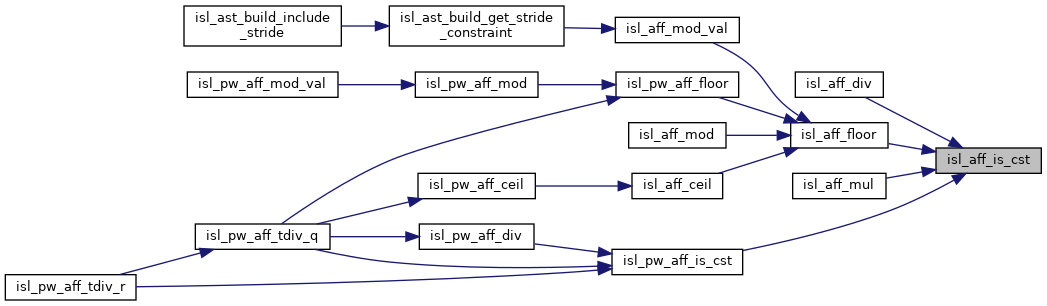 isl_ast_build_include
_stride
isl_ast_build_get_stride
_constraint
isl_aff_mod_val
isl_pw_aff_mod_val
isl_pw_aff_mod
isl_pw_aff_floor
isl_aff_div
isl_aff_mod
isl_aff_floor
isl_aff_is_cst
isl_pw_aff_ceil
isl_aff_ceil
isl_aff_mul
isl_pw_aff_tdiv_q
isl_pw_aff_div
isl_pw_aff_is_cst
isl_pw_aff_tdiv_r